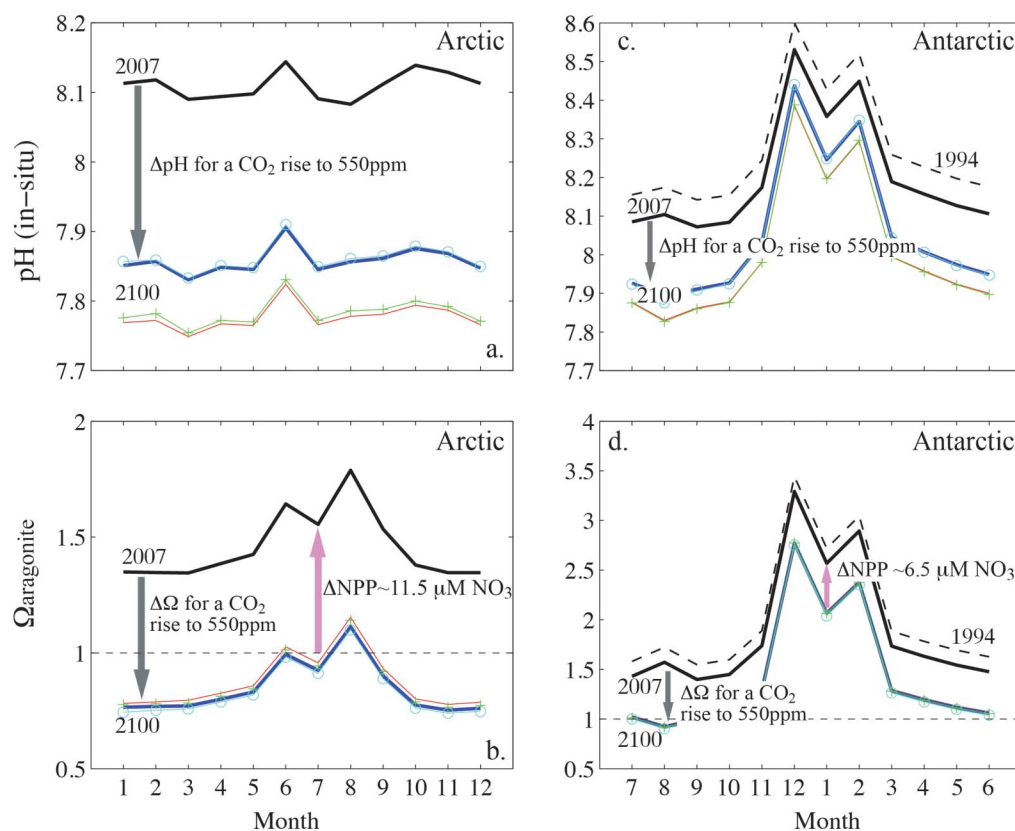 8.2
8.1
8
7.9
7.8
7.7
pH (in−situ)
Arctic
2007
ΔpH for a CO₂ rise to 550ppm
2100
a.
8.6
8.5
8.4
8.3
8.2
8.1
8
7.9
7.8
7.7
c.
Antarctic
1994
2007
ΔpH for a CO₂ rise to 550ppm
2100
2
1.5
1
0.5
Ωaragonite
Arctic
2007
ΔΩ for a CO₂
rise to 550ppm
ΔNPP~11.5 μM NO₃
2100
b.
1 2 3 4 5 6 7 8 9 10 11 12
Month
4
3.5
3
2.5
2
1.5
1
0.5
d.
Antarctic
ΔNPP ~6.5 μM NO₃
1994
2007
ΔΩ for a CO₂
rise to 550ppm
2100
7 8 9 10 11 12 1 2 3 4 5 6
Month